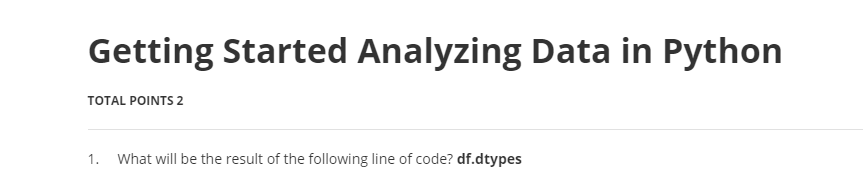 Getting Started Analyzing Data in Python
TOTAL POINTS 2
1. What will be the result of the following line of code? df.dtypes